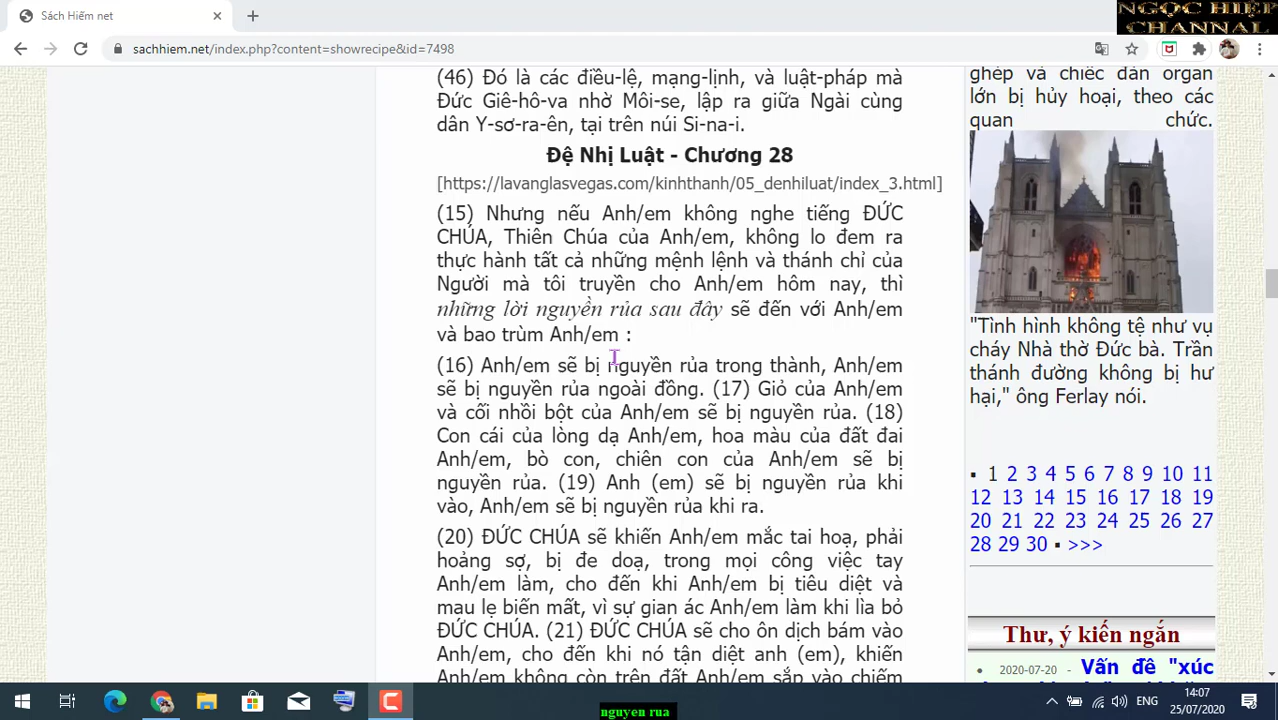 Sách Hiếm net
NGỌC HIỆP
CHANNAL
sachhiem.net/index.php?content=showrecipe&id=7498
(46) Đó là các điều-lệ, mạng-lịnh, và luật-pháp mà
Đức Giê-hô-va nhờ Môi-se, lập ra giữa Ngài cùng
dân Y-sơ-ra-ên, tại trên núi Si-na-i.
Đệ Nhị Luật - Chương 28
[https://lavanglasvegas.com/kinhthanh/05_denhiluat/index_3.html]
(15) Nhưng nếu Anh/em không nghe tiếng ĐỨC
CHÚA, Thiên Chúa của Anh/em, không lo đem ra
thực hành tất cả những mệnh lệnh và thánh chỉ của
Người mà tôi truyền cho Anh/em hôm nay, thì
những lời nguyền rủa sau đây sẽ đến với Anh/em
và bao trùm Anh/em :
(16) Anh/em sẽ bị nguyền rủa trong thành, Anh/em
sẽ bị nguyền rủa ngoài đồng. (17) Giỏ của Anh/em
và cối nhồi bột của Anh/em sẽ bị nguyền rủa. (18)
Con cái của lòng dạ Anh/em, hoa màu của đất đai
Anh/em, bò con, chiên con của Anh/em sẽ bị
nguyền rủa. (19) Anh (em) sẽ bị nguyền rủa khi
vào, Anh/em sẽ bị nguyền rủa khi ra.
(20) ĐỨC CHÚA sẽ khiến Anh/em mắc tai hoạ, phải
hoảng sợ, bị đe doạ, trong mọi công việc tay
Anh/em làm, cho đến khi Anh/em bị tiêu diệt và
mau lẹ biến mất, vì sự gian ác Anh/em làm khi lìa bỏ
ĐỨC CHÚA. (21) ĐỨC CHÚA sẽ cho ôn dịch bám vào
Anh/em, cho đến khi nó tận diệt anh (em), khiến
Anh/em không còn trên đất Anh/em sắp vào chiếm
ghép và chiếc đàn organ
lớn bị hủy hoại, theo các
quan chức.
"Tình hình không tệ như vụ
cháy Nhà thờ Đức bà. Trần
thánh đường không bị hư
hại," ông Ferlay nói.
▪ 1 2 3 4 5 6 7 8 9 10 11
12 13 14 15 16 17 18 19
20 21 22 23 24 25 26 27
28 29 30 ▪ >>>
Thư, ý kiến ngắn
● 2020-07-20 - Vấn đề "xúc
ENG
14:07
25/07/2020
nguyen rua